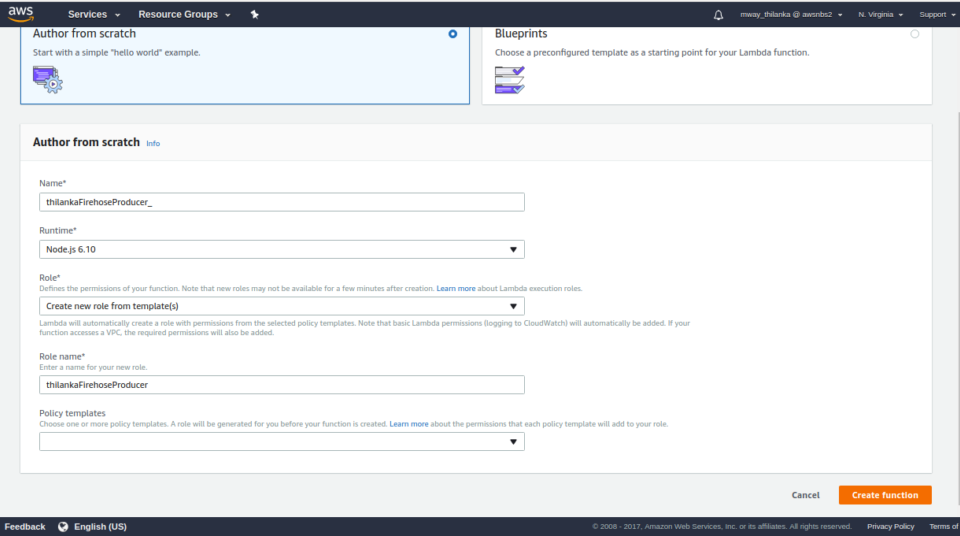 aws Services Resource Groups mway_thilanka @ awsnbs2 N. Virginia Support
Author from scratch
Start with a simple "hello world" example.
Blueprints
Choose a preconfigured template as a starting point for your Lambda function.
Author from scratch Info
Name*
thilankaFirehoseProducer_
Runtime*
Node.js 6.10
Role*
Defines the permissions of your function. Note that new roles may not be available for a few minutes after creation. Learn more about Lambda execution roles.
Create new role from template(s)
Lambda will automatically create a role with permissions from the selected policy templates. Note that basic Lambda permissions (logging to CloudWatch) will automatically be added. If your
function accesses a VPC, the required permissions will also be added.
Role name*
Enter a name for your new role.
thilankaFirehoseProducer
Policy templates
Choose one or more policy templates. A role will be generated for you before your function is created. Learn more about the permissions that each policy template will add to your role.
Cancel Create function
Feedback English (US) © 2008 - 2017, Amazon Web Services, Inc. or its affiliates. All rights reserved. Privacy Policy Terms of